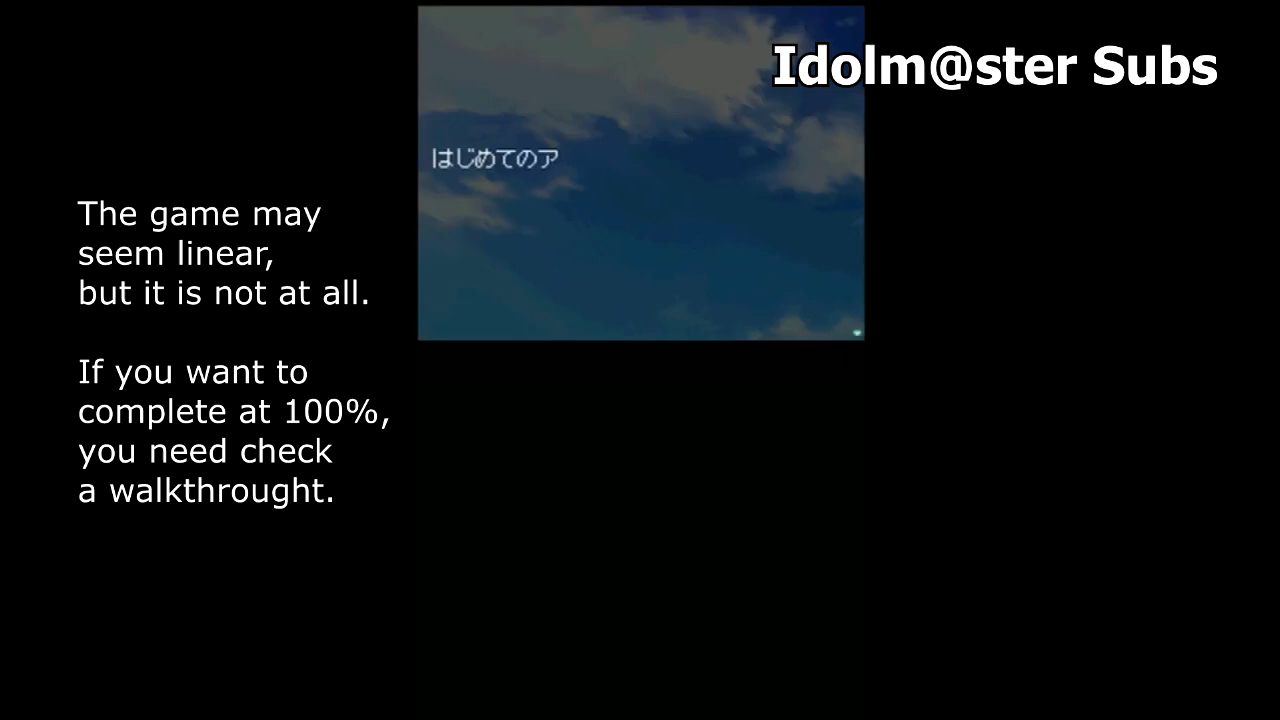 Idolm@ster Subs
はじめてのア
The game may
seem linear,
but it is not at all.
If you want to
complete at 100%,
you need check
a walkthrought.